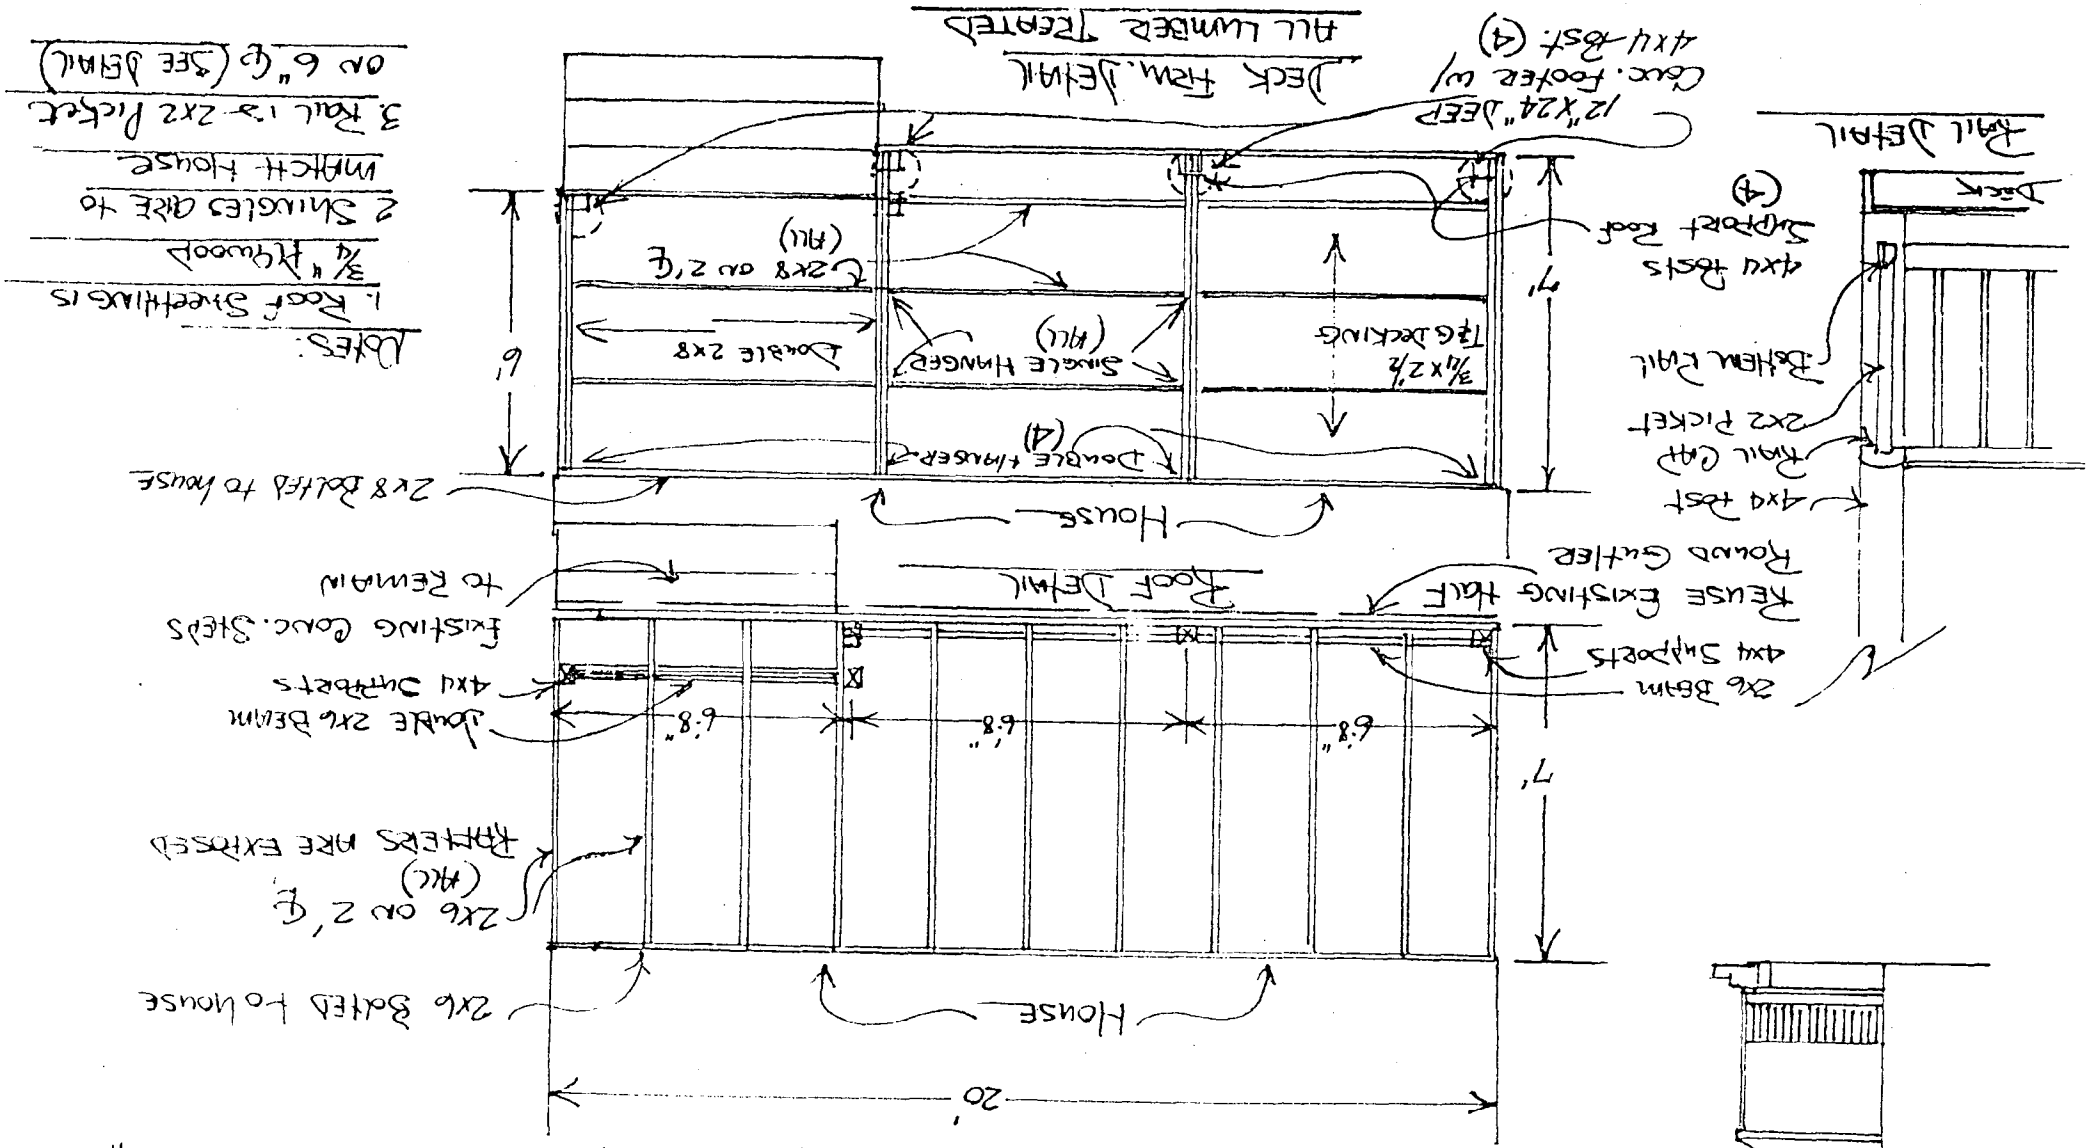 20'
HOUSE
2X6 BOLTED TO HOUSE
2X6 ON 2' ℄
(ALL)
RAFTERS ARE EXPOSED
7'
6'-8"
6'-8"
6'-8"
2X6 BEAM
4X4 SUPPORTS
DOUBLE 2X6 BEAM
4X4 SUPPORTS
REUSE EXISTING HALF
ROUND GUTTER
EXISTING CONC. STEPS
TO REMAIN
ROOF DETAIL
HOUSE
2X8 BOLTED TO HOUSE
DOUBLE HANGER
(4)
3/4 X 2 1/2
T&G DECKING
SINGLE HANGER
(ALL)
DOUBLE 2X8
2X8 ON 2' ℄
(ALL)
7'
6'
4X4 POSTS
SUPPORT ROOF
(4)
12"X24" DEEP
CONC. FOOTER W/
4X4 POST. (4)
DECK FRM. DETAIL
ALL LUMBER TREATED
4X4 POST
RAIL CAP
2X2 PICKET
BOTTEM RAIL
DECK
RAIL DETAIL
NOTES:
1. ROOF SHEETHING IS
3/4" PLYWOOD
2. SHINGLES ARE TO
MATCH HOUSE
3. RAIL IS 2X2 PICKET
ON 6" ℄ (SEE DETAIL)